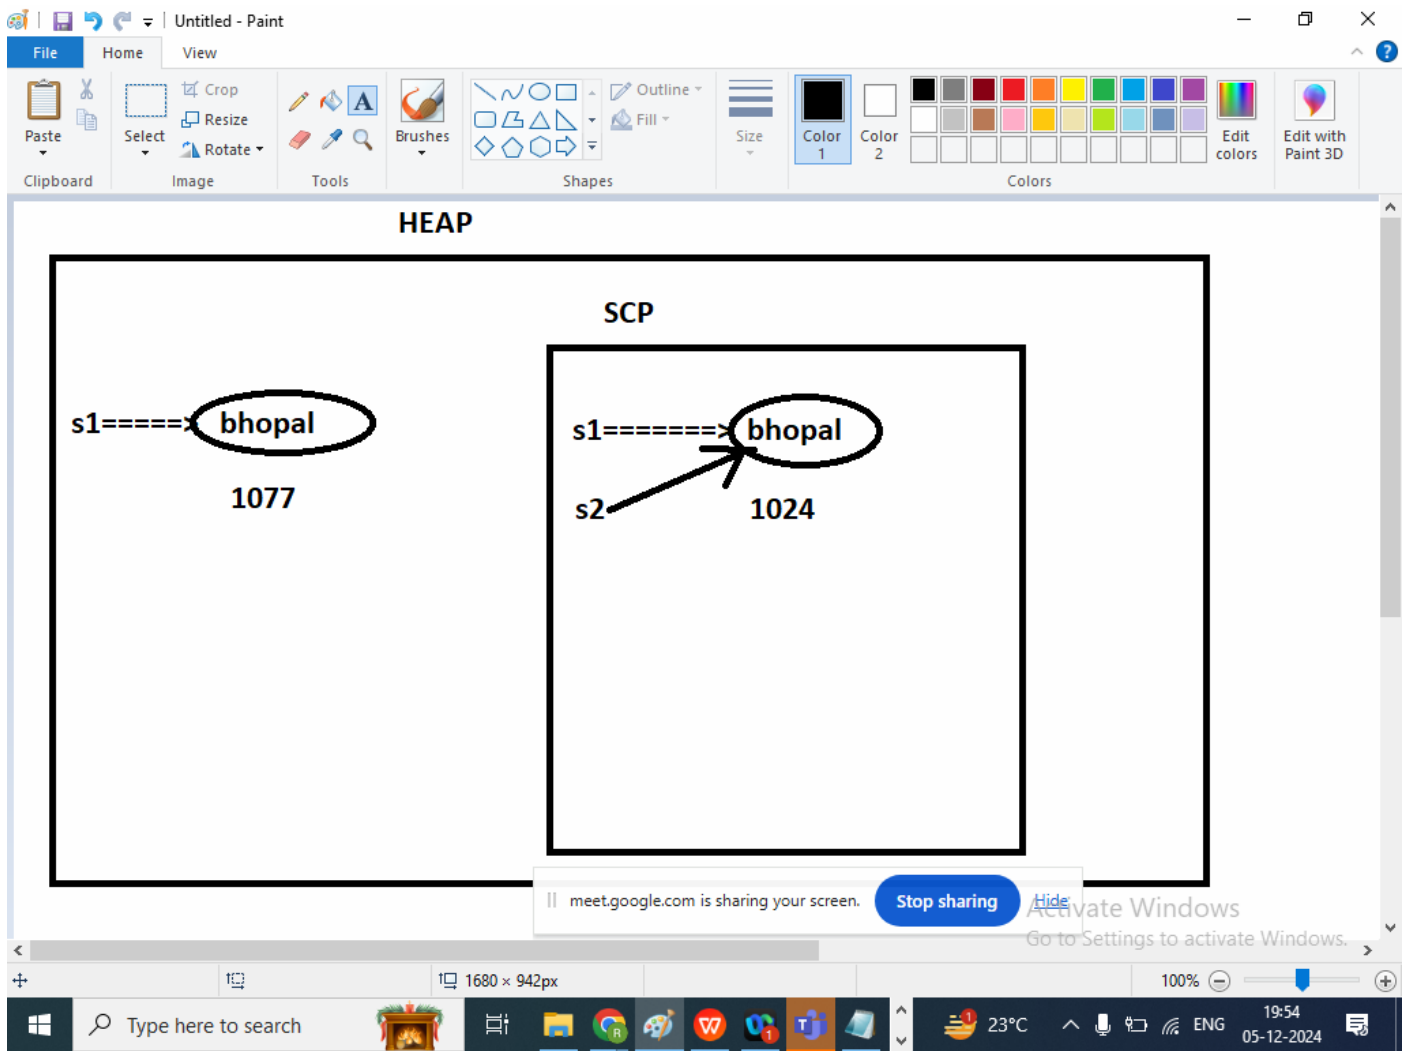 Untitled - Paint
File Home View
Paste
Clipboard
Select
Crop
Resize
Rotate
Image
A
Tools
Brushes
Outline
Fill
Shapes
Size
Color 1
Color 2
Edit colors
Colors
Edit with Paint 3D
HEAP
SCP
s1=====> bhopal
1077
s1=======> bhopal
s2
1024
meet.google.com is sharing your screen. Stop sharing Hide
Activate Windows
Go to Settings to activate Windows.
1680 × 942px
100%
Type here to search
23°C
ENG
19:54
05-12-2024